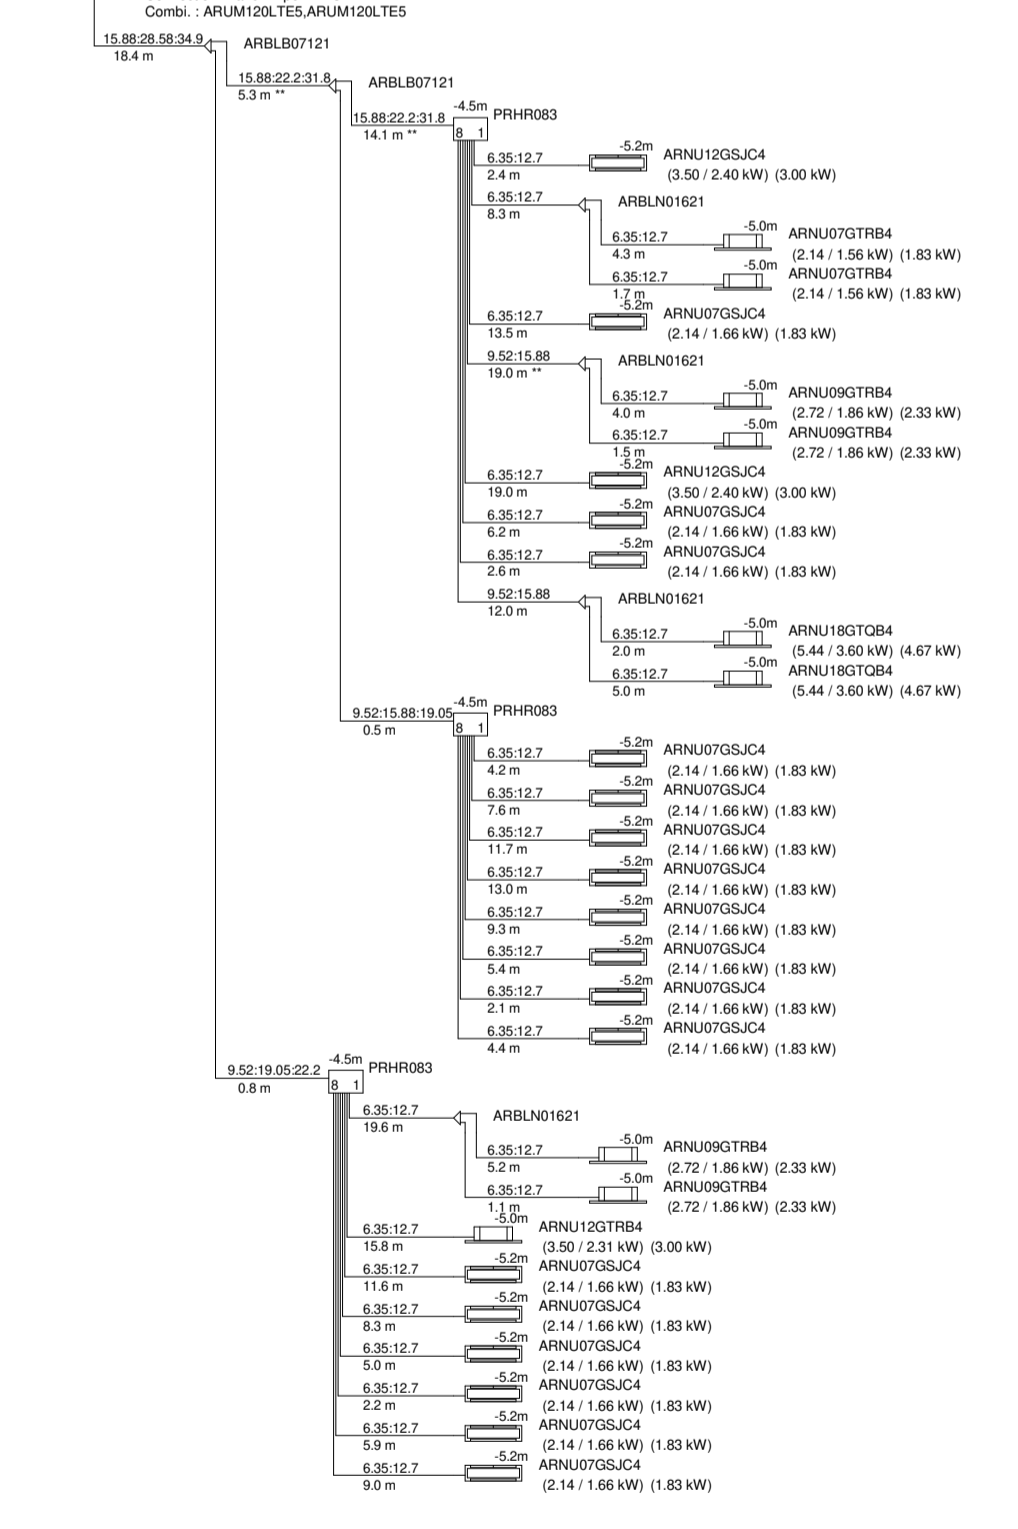 Combi. : ARUM120LTE5,ARUM120LTE5
15.88:28.58:34.9
ARBLB07121
18.4 m
15.88:22.2:31.8
ARBLB07121
5.3 m **
-4.5m
PRHR083
15.88:22.2:31.8
14.1 m **
8 1
-5.2m
ARNU12GSJC4
6.35:12.7
2.4 m
(3.50 / 2.40 kW) (3.00 kW)
6.35:12.7
ARBLN01621
8.3 m
-5.0m
ARNU07GTRB4
6.35:12.7
4.3 m
(2.14 / 1.56 kW) (1.83 kW)
-5.0m
ARNU07GTRB4
6.35:12.7
1.7 m
(2.14 / 1.56 kW) (1.83 kW)
-5.2m
ARNU07GSJC4
6.35:12.7
13.5 m
(2.14 / 1.66 kW) (1.83 kW)
9.52:15.88
ARBLN01621
19.0 m **
-5.0m
ARNU09GTRB4
6.35:12.7
4.0 m
(2.72 / 1.86 kW) (2.33 kW)
-5.0m
ARNU09GTRB4
6.35:12.7
1.5 m
(2.72 / 1.86 kW) (2.33 kW)
-5.2m
ARNU12GSJC4
6.35:12.7
19.0 m
(3.50 / 2.40 kW) (3.00 kW)
-5.2m
ARNU07GSJC4
6.35:12.7
6.2 m
(2.14 / 1.66 kW) (1.83 kW)
-5.2m
ARNU07GSJC4
6.35:12.7
2.6 m
(2.14 / 1.66 kW) (1.83 kW)
9.52:15.88
ARBLN01621
12.0 m
-5.0m
ARNU18GTQB4
6.35:12.7
2.0 m
(5.44 / 3.60 kW) (4.67 kW)
-5.0m
ARNU18GTQB4
6.35:12.7
5.0 m
(5.44 / 3.60 kW) (4.67 kW)
-4.5m
PRHR083
9.52:15.88:19.05
0.5 m
8 1
-5.2m
ARNU07GSJC4
6.35:12.7
4.2 m
(2.14 / 1.66 kW) (1.83 kW)
-5.2m
ARNU07GSJC4
6.35:12.7
7.6 m
(2.14 / 1.66 kW) (1.83 kW)
-5.2m
ARNU07GSJC4
6.35:12.7
11.7 m
(2.14 / 1.66 kW) (1.83 kW)
-5.2m
ARNU07GSJC4
6.35:12.7
13.0 m
(2.14 / 1.66 kW) (1.83 kW)
-5.2m
ARNU07GSJC4
6.35:12.7
9.3 m
(2.14 / 1.66 kW) (1.83 kW)
-5.2m
ARNU07GSJC4
6.35:12.7
5.4 m
(2.14 / 1.66 kW) (1.83 kW)
-5.2m
ARNU07GSJC4
6.35:12.7
2.1 m
(2.14 / 1.66 kW) (1.83 kW)
-5.2m
ARNU07GSJC4
6.35:12.7
4.4 m
(2.14 / 1.66 kW) (1.83 kW)
-4.5m
PRHR083
9.52:19.05:22.2
0.8 m
8 1
6.35:12.7
ARBLN01621
19.6 m
-5.0m
ARNU09GTRB4
6.35:12.7
5.2 m
(2.72 / 1.86 kW) (2.33 kW)
-5.0m
ARNU09GTRB4
6.35:12.7
1.1 m
(2.72 / 1.86 kW) (2.33 kW)
-5.0m
ARNU12GTRB4
6.35:12.7
15.8 m
(3.50 / 2.31 kW) (3.00 kW)
-5.2m
ARNU07GSJC4
6.35:12.7
11.6 m
(2.14 / 1.66 kW) (1.83 kW)
-5.2m
ARNU07GSJC4
6.35:12.7
8.3 m
(2.14 / 1.66 kW) (1.83 kW)
-5.2m
ARNU07GSJC4
6.35:12.7
5.0 m
(2.14 / 1.66 kW) (1.83 kW)
-5.2m
ARNU07GSJC4
6.35:12.7
2.2 m
(2.14 / 1.66 kW) (1.83 kW)
-5.2m
ARNU07GSJC4
6.35:12.7
5.9 m
(2.14 / 1.66 kW) (1.83 kW)
-5.2m
ARNU07GSJC4
6.35:12.7
9.0 m
(2.14 / 1.66 kW) (1.83 kW)